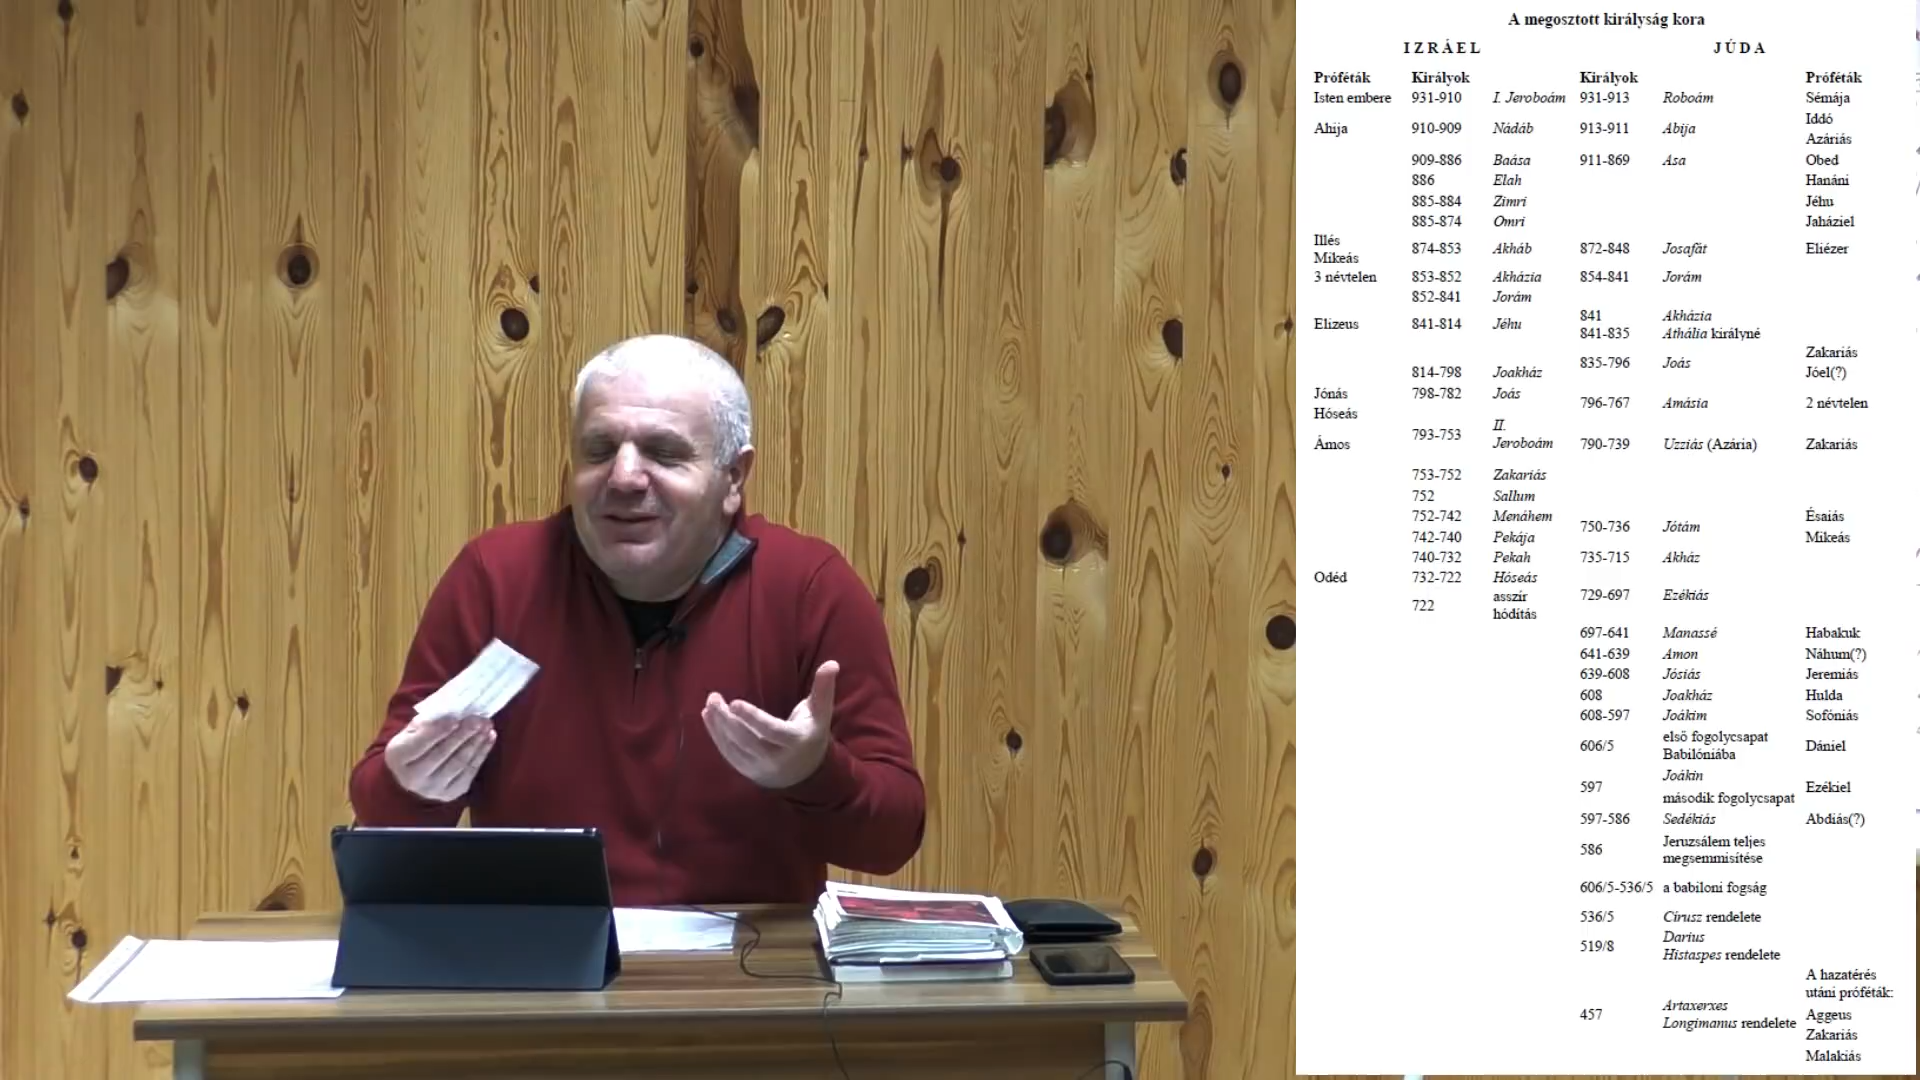 A megosztott királyság kora
IZRÁEL JÚDA
Próféták Királyok Királyok Próféták
Isten embere 931-910 I. Jeroboám 931-913 Roboám Sémája
Iddó
Ahija 910-909 Nádáb 913-911 Abija
Azáriás
909-886 Baása 911-869 Asa Obed
886 Elah Hanáni
885-884 Zimri Jéhu
885-874 Omri Jaháziel
Illés
Mikeás
874-853 Akháb 872-848 Josafát Eliézer
3 névtelen 853-852 Akházia 854-841 Jorám
852-841 Jorám
Elizeus 841-814 Jéhu
841 Akházia
841-835 Athália királyné
Zakariás
835-796 Joás
814-798 Joakház Jóel(?)
Jónás 798-782 Joás
796-767 Amásia 2 névtelen
Hóseás
793-753 II.
Jeroboám
Ámos 790-739 Uzziás (Azária) Zakariás
753-752 Zakariás
752 Sallum
752-742 Menáhem Ésaiás
750-736 Jótám
742-740 Pekája Mikeás
740-732 Pekah 735-715 Akház
Odéd 732-722 Hóseás
722 asszír
hódítás
729-697 Ezékiás
697-641 Manassé Habakuk
641-639 Amon Náhum(?)
639-608 Jósiás Jeremiás
608 Joakház Hulda
608-597 Joákim Sofóniás
606/5 első fogolycsapat
Babilóniába
Dániel
597 Joákin
második fogolycsapat
Ezékiel
597-586 Sedékiás Abdiás(?)
586 Jeruzsálem teljes
megsemmisítése
606/5-536/5 a babiloni fogság
536/5 Círusz rendelete
519/8 Darius
Histaspes rendelete
A hazatérés
utáni próféták:
457 Artaxerxes
Longimanus rendelete
Aggeus
Zakariás
Malakiás